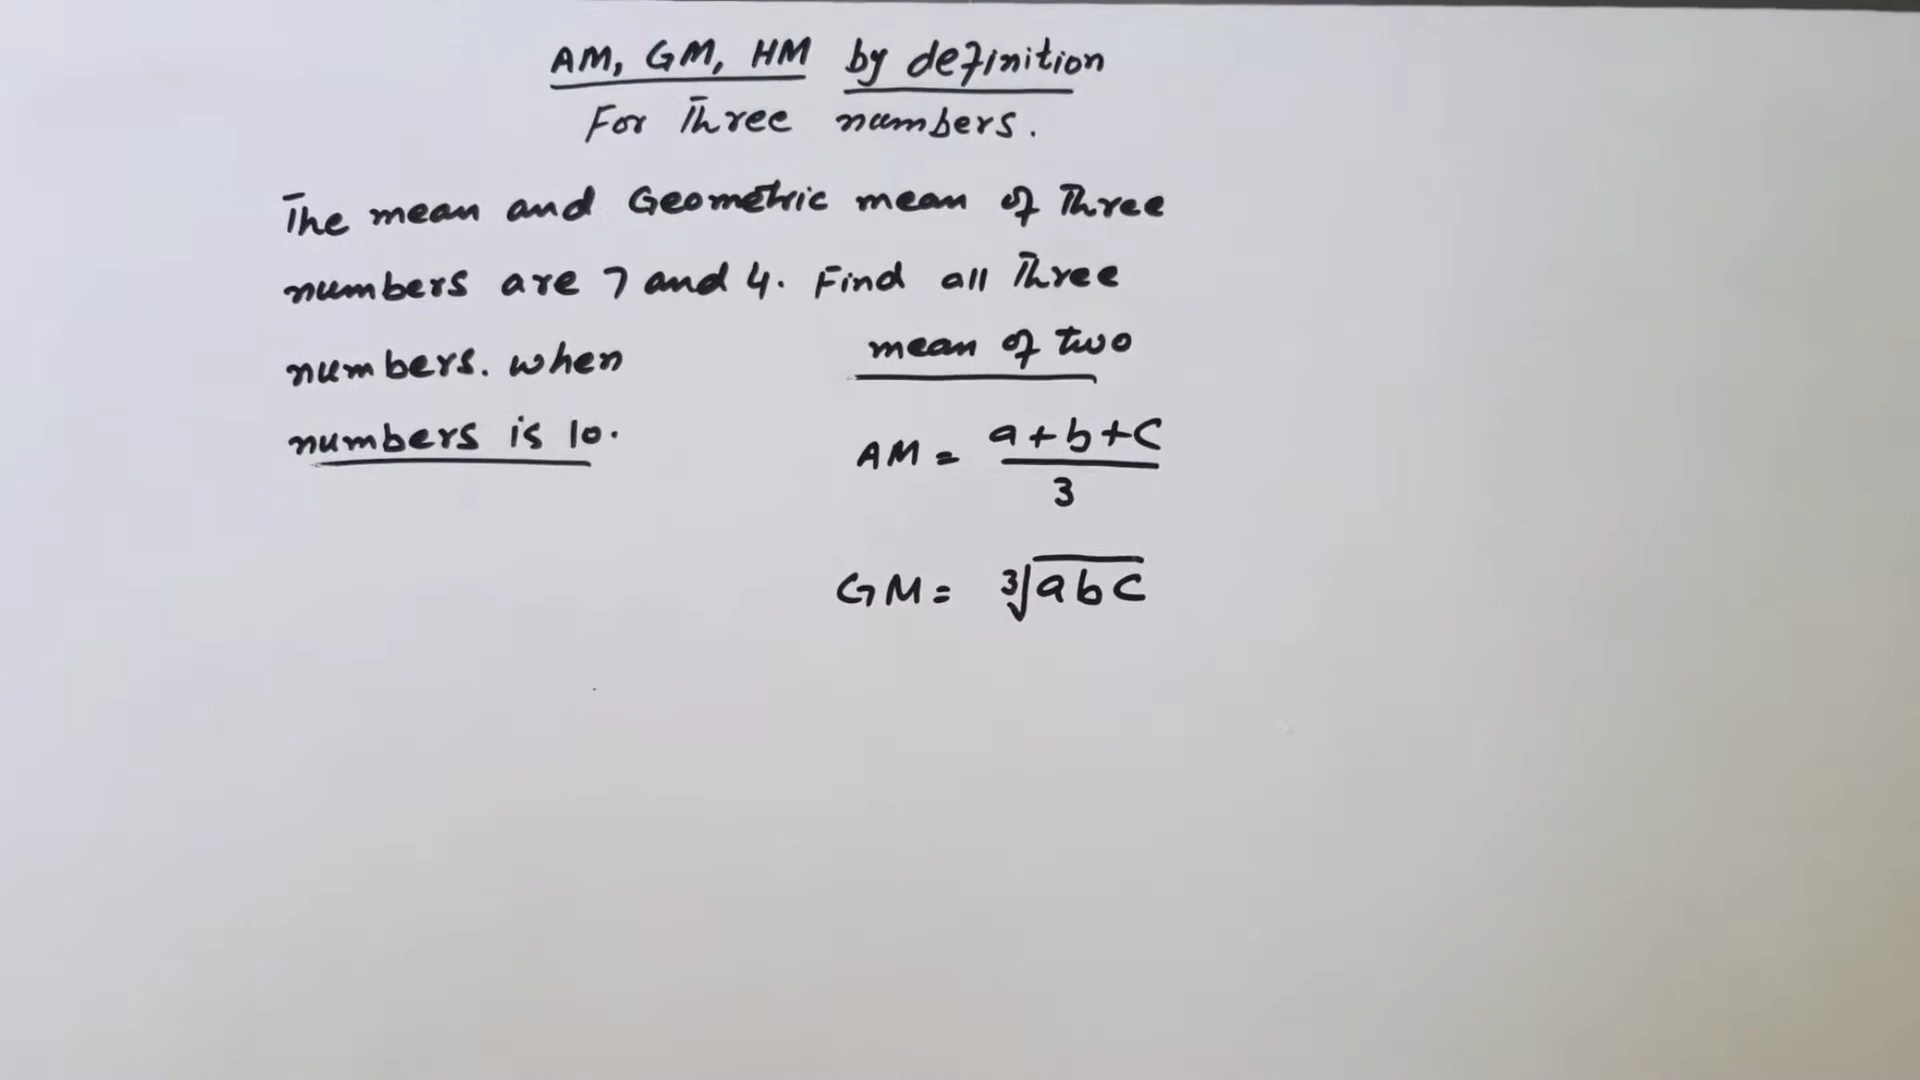 AM, GM, HM by definition
For Three numbers.
The mean and Geometric mean of Three
numbers are 7 and 4. Find all Three
numbers. when mean of two
numbers is 10.
AM = a+b+c / 3
GM = ∛abc